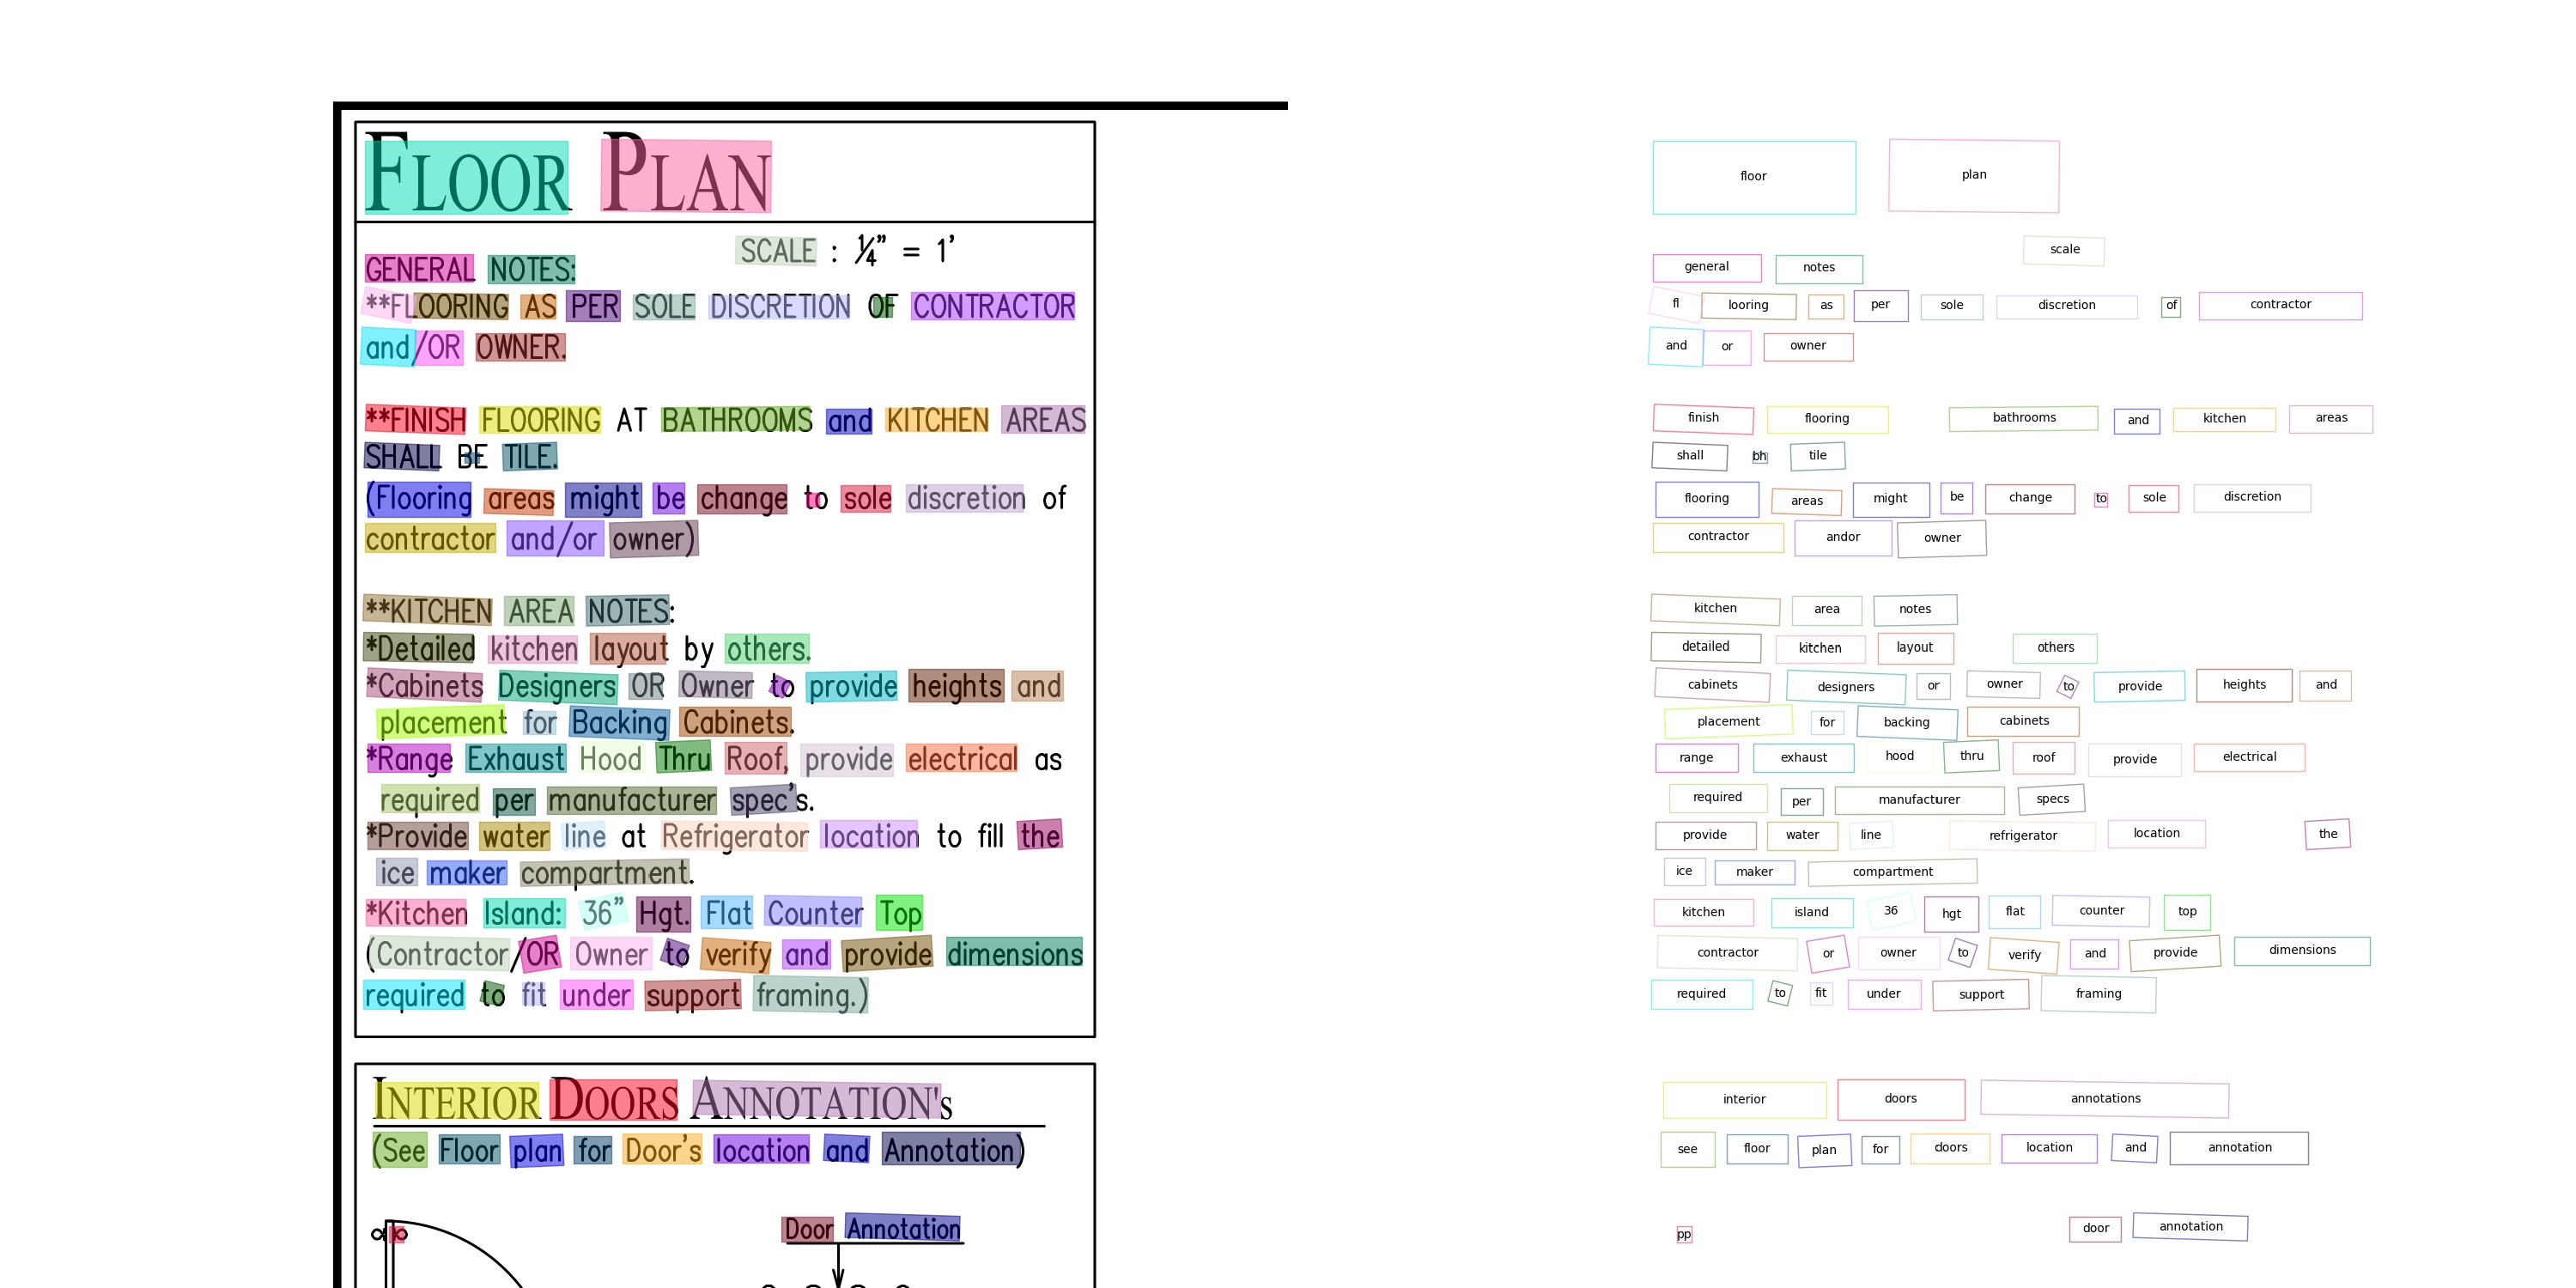 FLOOR PLAN
SCALE : ¼” = 1’
GENERAL NOTES:
**FLOORING AS PER SOLE DISCRETION OF CONTRACTOR
and/OR OWNER.
**FINISH FLOORING AT BATHROOMS and KITCHEN AREAS
SHALL BE TILE.
(Flooring areas might be change to sole discretion of
contractor and/or owner)
**KITCHEN AREA NOTES:
*Detailed kitchen layout by others.
*Cabinets Designers OR Owner to provide heights and
placement for Backing Cabinets.
*Range Exhaust Hood Thru Roof, provide electrical as
required per manufacturer spec’s.
*Provide water line at Refrigerator location to fill the
ice maker compartment.
*Kitchen Island: 36” Hgt. Flat Counter Top
(Contractor/OR Owner to verify and provide dimensions
required to fit under support framing.)
INTERIOR DOORS ANNOTATION's
(See Floor plan for Door’s location and Annotation)
Door Annotation
floor plan
scale
general notes
fl looring as per sole discretion of contractor
and or owner
finish flooring bathrooms and kitchen areas
shall bh tile
flooring areas might be change to sole discretion
contractor andor owner
kitchen area notes
detailed kitchen layout others
cabinets designers or owner to provide heights and
placement for backing cabinets
range exhaust hood thru roof provide electrical
required per manufacturer specs
provide water line refrigerator location the
ice maker compartment
kitchen island 36 hgt flat counter top
contractor or owner to verify and provide dimensions
required to fit under support framing
interior doors annotations
see floor plan for doors location and annotation
pp door annotation